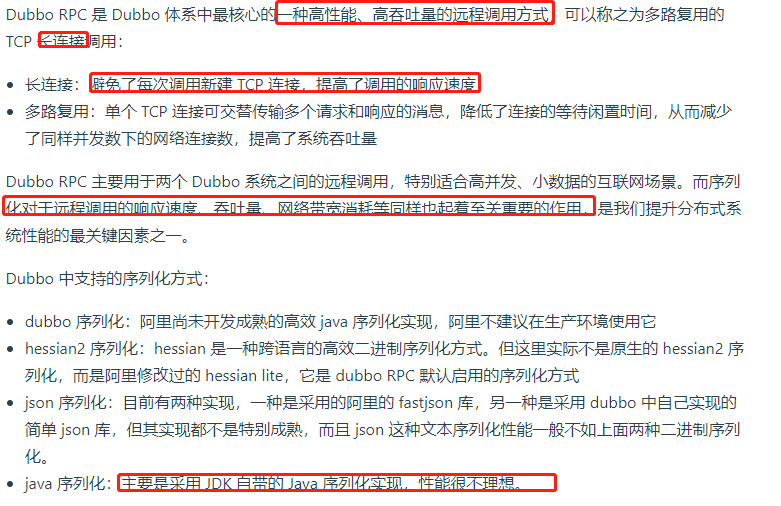 Dubbo RPC 是 Dubbo 体系中最核心的一种高性能、高吞吐量的远程调用方式，可以称之为多路复用的
TCP 长连接调用：
• 长连接：避免了每次调用新建 TCP 连接，提高了调用的响应速度
• 多路复用：单个 TCP 连接可交替传输多个请求和响应的消息，降低了连接的等待闲置时间，从而减少
了同样并发数下的网络连接数，提高了系统吞吐量
Dubbo RPC 主要用于两个 Dubbo 系统之间的远程调用，特别适合高并发、小数据的互联网场景。而序列
化对于远程调用的响应速度、吞吐量、网络带宽消耗等同样也起着至关重要的作用，是我们提升分布式系
统性能的最关键因素之一。
Dubbo 中支持的序列化方式：
• dubbo 序列化：阿里尚未开发成熟的高效 java 序列化实现，阿里不建议在生产环境使用它
• hessian2 序列化：hessian 是一种跨语言的高效二进制序列化方式。但这里实际不是原生的 hessian2 序
列化，而是阿里修改过的 hessian lite，它是 dubbo RPC 默认启用的序列化方式
• json 序列化：目前有两种实现，一种是采用的阿里的 fastjson 库，另一种是采用 dubbo 中自己实现的
简单 json 库，但其实现都不是特别成熟，而且 json 这种文本序列化性能一般不如上面两种二进制序列
化。
• java 序列化：主要是采用 JDK 自带的 Java 序列化实现，性能很不理想。